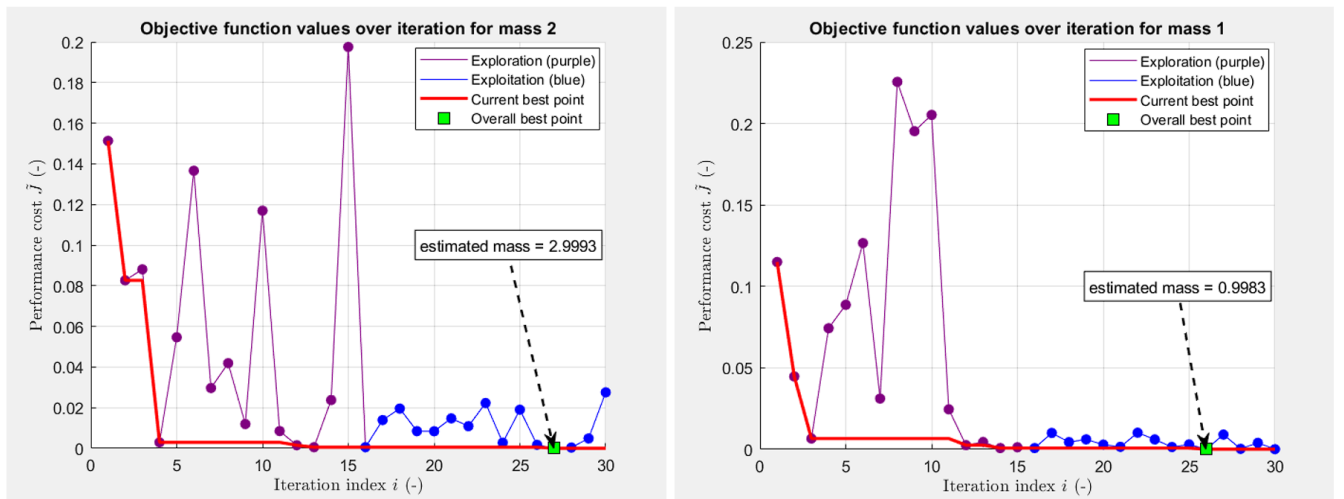 Objective function values over iteration for mass 2
0.2
0.18
0.16
0.14
0.12
0.1
0.08
0.06
0.04
0.02
0
Performance cost J̃ (-)
Exploration (purple)
Exploitation (blue)
Current best point
Overall best point
estimated mass = 2.9993
0 5 10 15 20 25 30
Iteration index i (-)
Objective function values over iteration for mass 1
0.25
0.2
0.15
0.1
0.05
0
Performance cost J̃ (-)
Exploration (purple)
Exploitation (blue)
Current best point
Overall best point
estimated mass = 0.9983
0 5 10 15 20 25 30
Iteration index i (-)